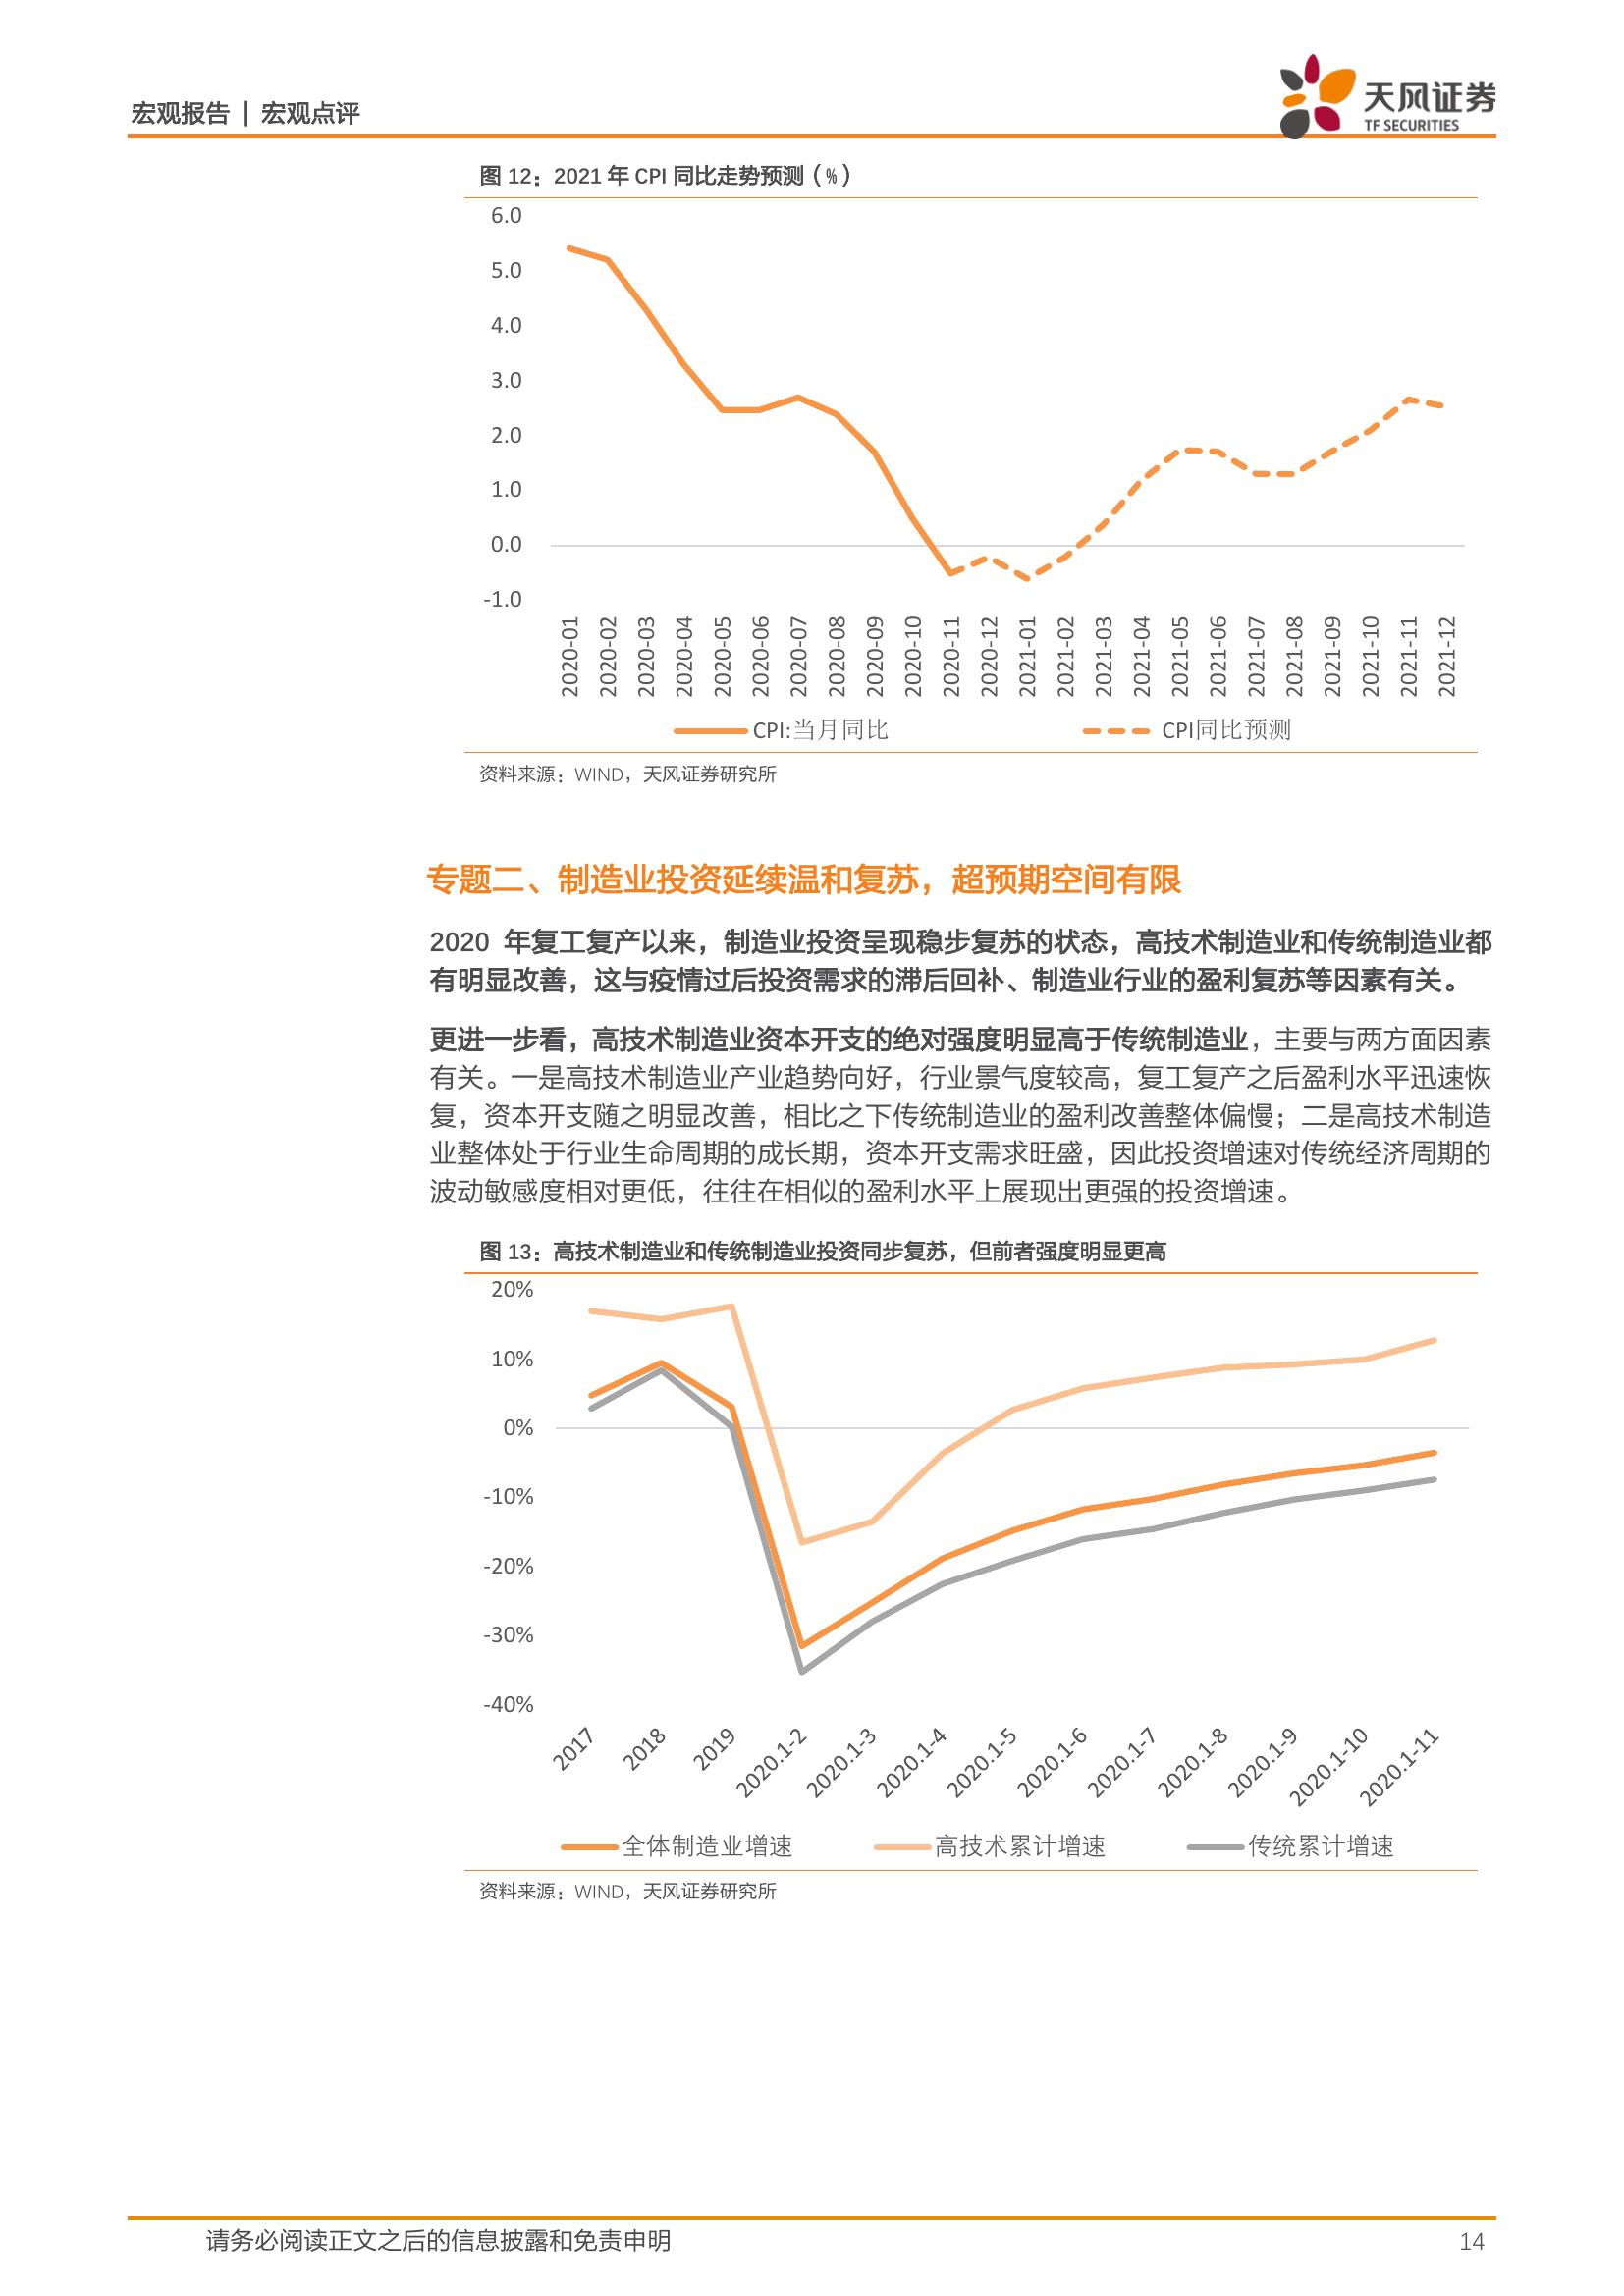 宏观报告 | 宏观点评
天风证券
TF SECURITIES
图 12：2021 年 CPI 同比走势预测（%）
6.0
5.0
4.0
3.0
2.0
1.0
0.0
-1.0
2020-01
2020-02
2020-03
2020-04
2020-05
2020-06
2020-07
2020-08
2020-09
2020-10
2020-11
2020-12
2021-01
2021-02
2021-03
2021-04
2021-05
2021-06
2021-07
2021-08
2021-09
2021-10
2021-11
2021-12
CPI:当月同比
CPI同比预测
资料来源：WIND，天风证券研究所
专题二、制造业投资延续温和复苏，超预期空间有限
2020 年复工复产以来，制造业投资呈现稳步复苏的状态，高技术制造业和传统制造业都
有明显改善，这与疫情过后投资需求的滞后回补、制造业行业的盈利复苏等因素有关。
更进一步看，高技术制造业资本开支的绝对强度明显高于传统制造业，主要与两方面因素
有关。一是高技术制造业产业趋势向好，行业景气度较高，复工复产之后盈利水平迅速恢
复，资本开支随之明显改善，相比之下传统制造业的盈利改善整体偏慢；二是高技术制造
业整体处于行业生命周期的成长期，资本开支需求旺盛，因此投资增速对传统经济周期的
波动敏感度相对更低，往往在相似的盈利水平上展现出更强的投资增速。
图 13：高技术制造业和传统制造业投资同步复苏，但前者强度明显更高
20%
10%
0%
-10%
-20%
-30%
-40%
2017
2018
2019
2020.1-2
2020.1-3
2020.1-4
2020.1-5
2020.1-6
2020.1-7
2020.1-8
2020.1-9
2020.1-10
2020.1-11
全体制造业增速
高技术累计增速
传统累计增速
资料来源：WIND，天风证券研究所
请务必阅读正文之后的信息披露和免责申明
14